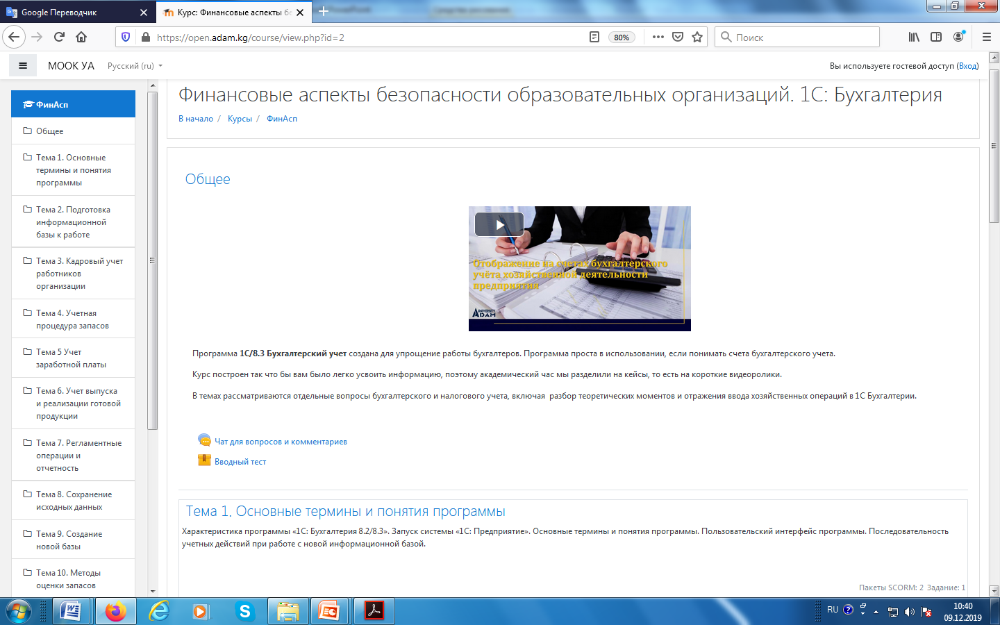 Google Переводчик
Курс: Финансовые аспекты бе
https://open.adam.kg/course/view.php?id=2
80%
Поиск
МООК УА
Русский (ru)
Вы используете гостевой доступ (Вход)
ФинАсп
Общее
Тема 1. Основные
термины и понятия
программы
Тема 2. Подготовка
информационной
базы к работе
Тема 3. Кадровый учет
работников
организации
Тема 4. Учетная
процедура запасов
Тема 5 Учет
заработной платы
Тема 6. Учет выпуска
и реализации готовой
продукции
Тема 7. Регламентные
операции и
отчетность
Тема 8. Сохранение
исходных данных
Тема 9. Создание
новой базы
Тема 10. Методы
оценки запасов
Финансовые аспекты безопасности образовательных организаций. 1С: Бухгалтерия
В начало / Курсы / ФинАсп
Общее
Отображение на счетах бухгалтерского
учёта хозяйственной деятельности
предприятия
UNIVERSITY
ADAM
Программа 1С/8.3 Бухгалтерский учет создана для упрощение работы бухгалтеров. Программа проста в использовании, если понимать счета бухгалтерского учета.
Курс построен так что бы вам было легко усвоить информацию, поэтому академический час мы разделили на кейсы, то есть на короткие видеоролики.
В темах рассматриваются отдельные вопросы бухгалтерского и налогового учета, включая разбор теоретических моментов и отражения ввода хозяйственных операций в 1С Бухгалтерии.
Чат для вопросов и комментариев
Вводный тест
Тема 1. Основные термины и понятия программы
Характеристика программы «1С: Бухгалтерия 8.2/8.3». Запуск системы «1С: Предприятие». Основные термины и понятия программы. Пользовательский интерфейс программы. Последовательность
учетных действий при работе с новой информационной базой.
Пакеты SCORM: 2 Задание: 1
RU
10:40
09.12.2019